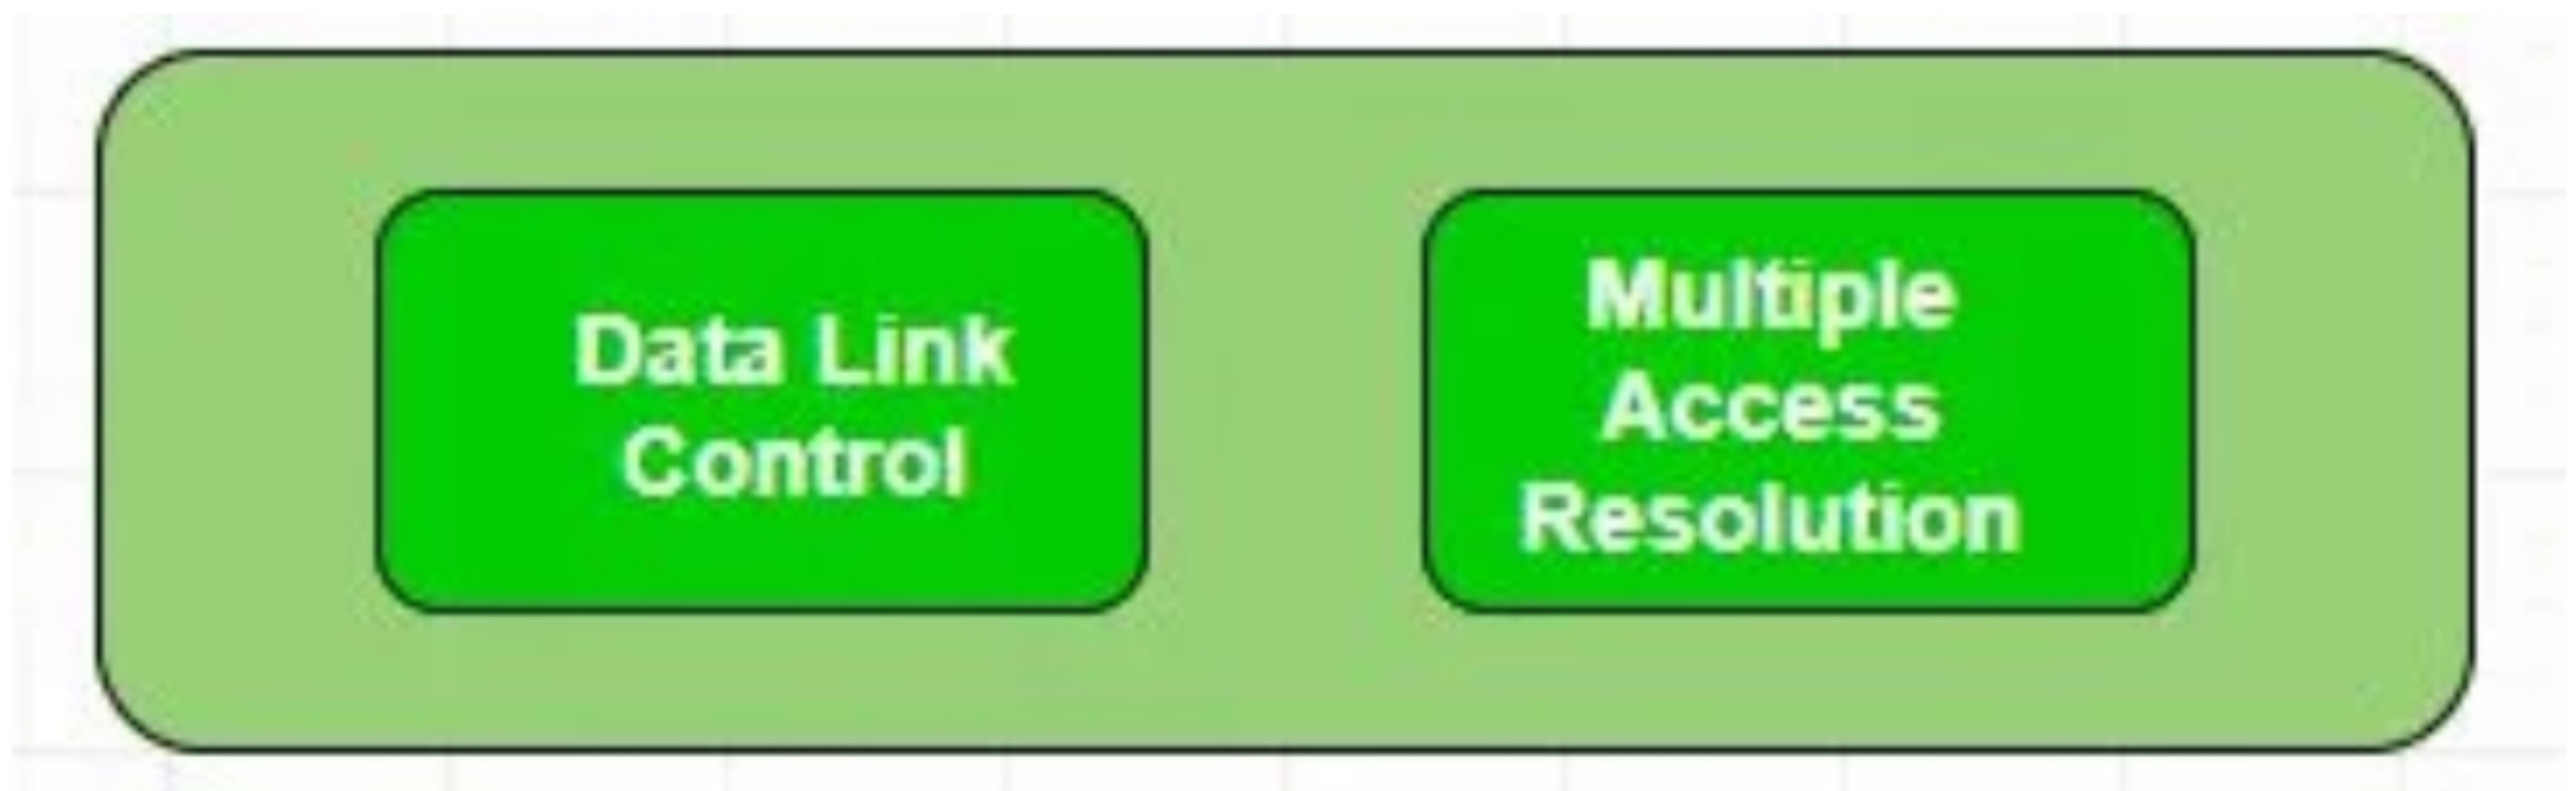 Data Link
Control
Multiple
Access
Resolution